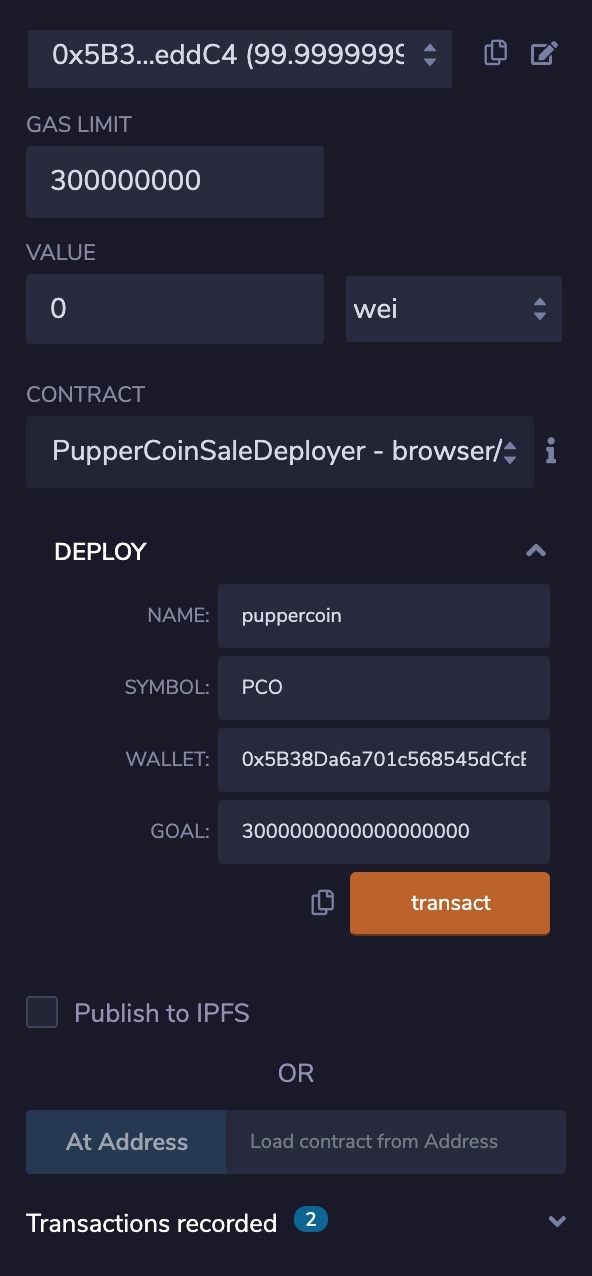 0x5B3...eddC4 (99.9999999
GAS LIMIT
300000000
VALUE
0
wei
CONTRACT
PupperCoinSaleDeployer - browser/
DEPLOY
NAME: puppercoin
SYMBOL: PCO
WALLET: 0x5B38Da6a701c568545dCfcB
GOAL: 3000000000000000000
transact
Publish to IPFS
OR
At Address
Load contract from Address
Transactions recorded 2